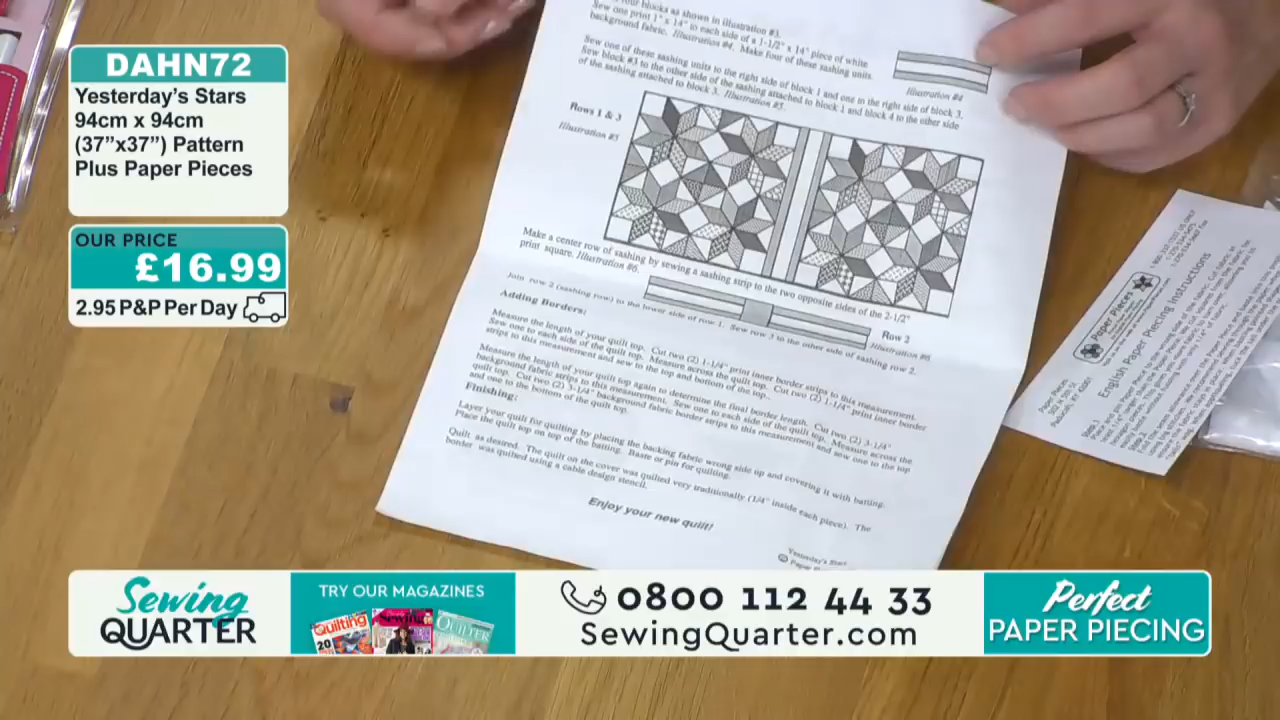 DAHN72
Yesterday's Stars
94cm x 94cm
(37"x37") Pattern
Plus Paper Pieces
OUR PRICE
£16.99
2.95 P&P Per Day
four blocks as shown in illustration #3.
Sew one print 1" x 14" to each side of a 1-1/2" x 14" piece of white
background fabric. Illustration #4. Make four of these sashing units.
Illustration #4
Sew one of these sashing units to the right side of block 1 and one to the right side of block 3.
Sew block #3 to the other side of the sashing attached to block 1 and block 4 to the other side
of the sashing attached to block 3. Illustration #5.
Rows 1 & 3
Illustration #5
Make a center row of sashing by sewing a sashing strip to the two opposite sides of the 2-1/2"
print square. Illustration #6.
Row 2
Illustration #6
Join row 2 (sashing row) to the lower side of row 1. Sew row 3 to the other side of sashing row 2.
Adding Borders:
Measure the length of your quilt top. Cut two (2) 1-1/4" print inner border strips to this measurement.
Sew one to each side of the quilt top. Measure across the quilt top. Cut two (2) 1-1/4" print inner border
strips to this measurement and sew to the top and bottom of the top.
Measure the length of your quilt top again to determine the final border length. Cut two (2) 3-1/4"
background fabric strips to this measurement. Sew one to each side of the quilt top. Measure across the
quilt top. Cut two (2) 3-1/4" background fabric border strips to this measurement and sew one to the top
and one to the bottom of the quilt top.
Finishing:
Layer your quilt for quilting by placing the backing fabric wrong side up and covering it with batting.
Place the quilt top on top of the batting. Baste or pin for quilting.
Quilt as desired. The quilt on the cover was quilted very traditionally (1/4" inside each piece). The
border was quilted using a cable design stencil.
Enjoy your new quilt!
Yesterday's Stars
© Paper
Paper Pieces
English Paper Piecing Instructions
Paper Pieces
Sewing
QUARTER
TRY OUR MAGAZINES
Quilting
Sewing
QUILTER
0800 112 44 33
SewingQuarter.com
Perfect
PAPER PIECING